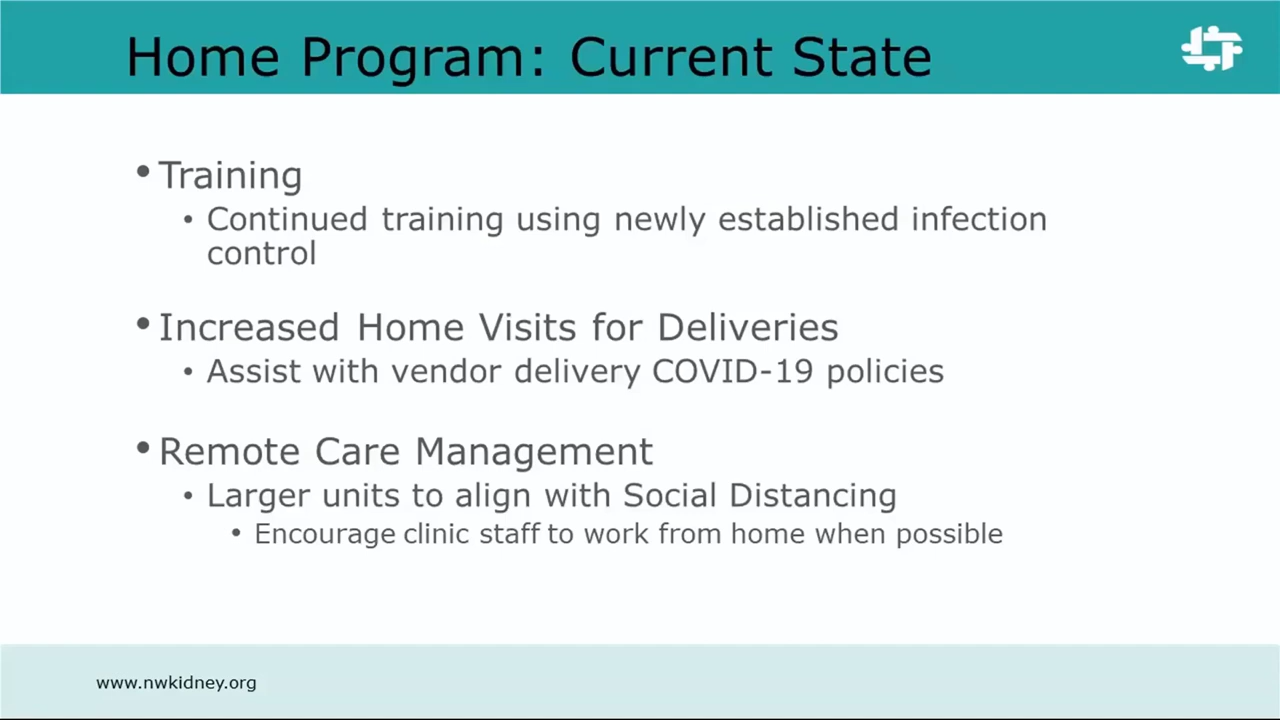 Home Program: Current State
• Training
• Continued training using newly established infection
control
• Increased Home Visits for Deliveries
• Assist with vendor delivery COVID-19 policies
• Remote Care Management
• Larger units to align with Social Distancing
• Encourage clinic staff to work from home when possible
www.nwkidney.org